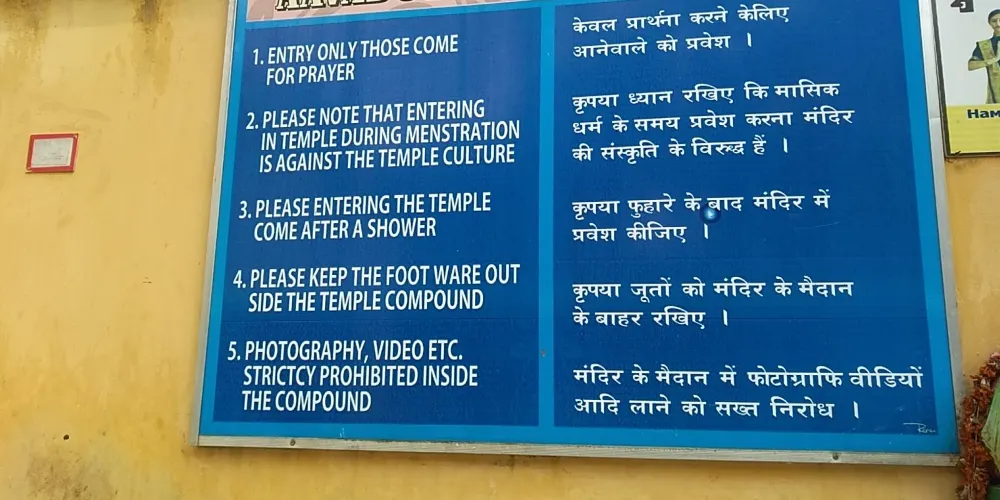 1. ENTRY ONLY THOSE COME
FOR PRAYER
2. PLEASE NOTE THAT ENTERING
IN TEMPLE DURING MENSTRATION
IS AGAINST THE TEMPLE CULTURE
3. PLEASE ENTERING THE TEMPLE
COME AFTER A SHOWER
4. PLEASE KEEP THE FOOT WARE OUT
SIDE THE TEMPLE COMPOUND
5. PHOTOGRAPHY, VIDEO ETC.
STRICTCY PROHIBITED INSIDE
THE COMPOUND
केवल प्रार्थना करने केलिए
आनेवाले को प्रवेश ।
कृपया ध्यान रखिए कि मासिक
धर्म के समय प्रवेश करना मंदिर
की संस्कृति के विरुद्ध हैं ।
कृपया फुहारे के बाद मंदिर में
प्रवेश कीजिए ।
कृपया जूतों को मंदिर के मैदान
के बाहर रखिए ।
मंदिर के मैदान में फोटोग्राफि वीडियों
आदि लाने को सख्त निरोध ।
Ham